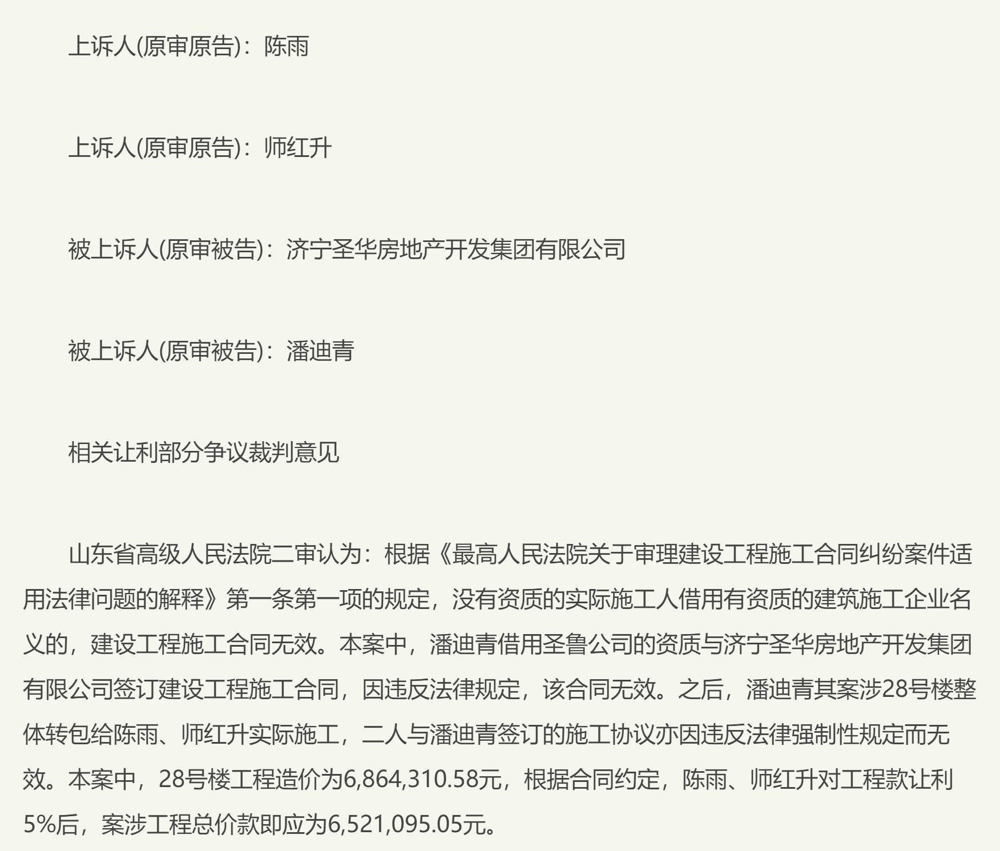 上诉人(原审原告)：陈雨
上诉人(原审原告)：师红升
被上诉人(原审被告)：济宁圣华房地产开发集团有限公司
被上诉人(原审被告)：潘迪青
相关让利部分争议裁判意见
山东省高级人民法院二审认为：根据《最高人民法院关于审理建设工程施工合同纠纷案件适
用法律问题的解释》第一条第一项的规定，没有资质的实际施工人借用有资质的建筑施工企业名
义的，建设工程施工合同无效。本案中，潘迪青借用圣鲁公司的资质与济宁圣华房地产开发集团
有限公司签订建设工程施工合同，因违反法律规定，该合同无效。之后，潘迪青其案涉28号楼整
体转包给陈雨、师红升实际施工，二人与潘迪青签订的施工协议亦因违反法律强制性规定而无
效。本案中，28号楼工程造价为6,864,310.58元，根据合同约定，陈雨、师红升对工程款让利
5%后，案涉工程总价款即应为6,521,095.05元。